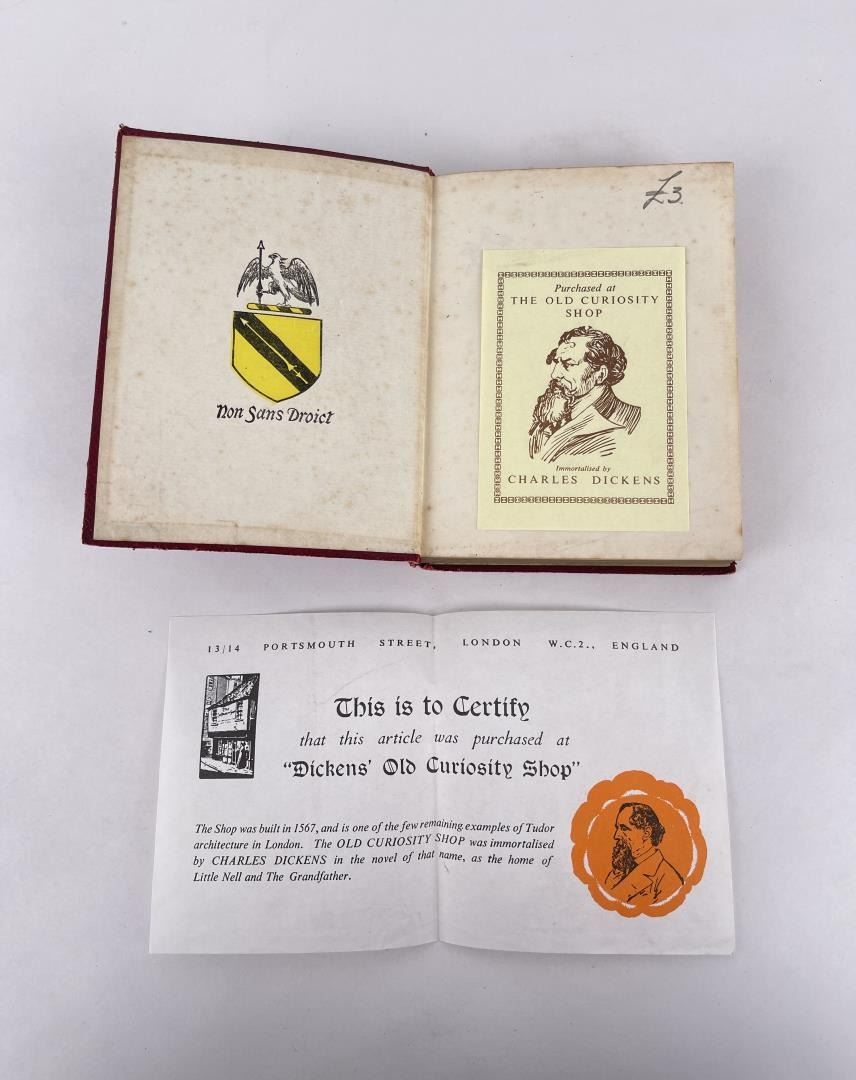 Non Sans Droict
£3.
Purchased at
THE OLD CURIOSITY
SHOP
Immortalised by
CHARLES DICKENS
13/14 PORTSMOUTH STREET, LONDON W.C.2., ENGLAND
This is to Certify
that this article was purchased at
"Dickens' Old Curiosity Shop"
The Shop was built in 1567, and is one of the few remaining examples of Tudor
architecture in London. The OLD CURIOSITY SHOP was immortalised
by CHARLES DICKENS in the novel of that name, as the home of
Little Nell and The Grandfather.